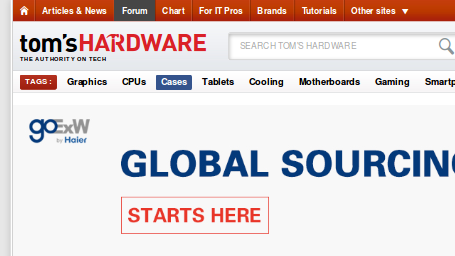 Articles & News Forum Chart For IT Pros Brands Tutorials Other sites
tom's HARDWARE
THE AUTHORITY ON TECH
SEARCH TOM'S HARDWARE
TAGS : Graphics CPUs Cases Tablets Cooling Motherboards Gaming Smartp
goExW
by Haier
GLOBAL SOURCING
STARTS HERE